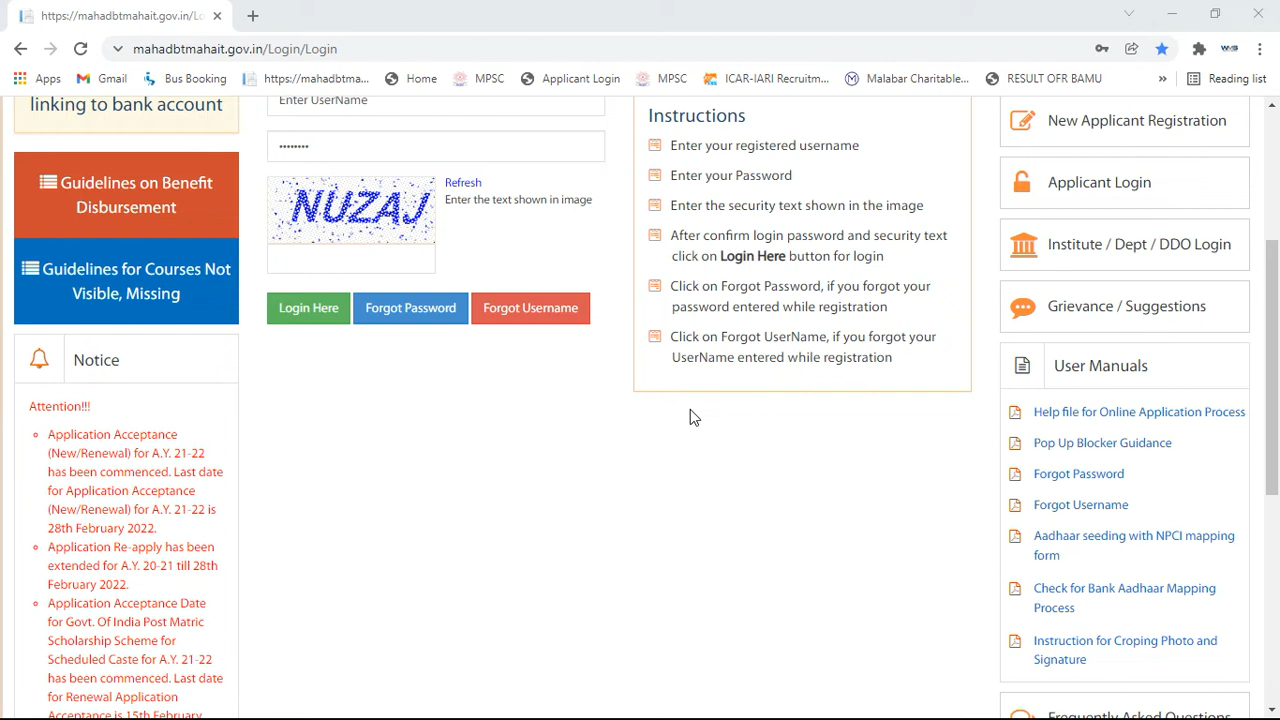 https://mahadbtmahait.gov.in/Lo
mahadbtmahait.gov.in/Login/Login
Apps
Gmail
Bus Booking
https://mahadbtma...
Home
MPSC
Applicant Login
MPSC
ICAR-IARI Recruitm...
Malabar Charitable...
RESULT OFR BAMU
»
Reading list
linking to bank account
Guidelines on Benefit
Disbursement
Guidelines for Courses Not
Visible, Missing
Notice
Attention!!!
Application Acceptance
(New/Renewal) for A.Y. 21-22
has been commenced. Last date
for Application Acceptance
(New/Renewal) for A.Y. 21-22 is
28th February 2022.
Application Re-apply has been
extended for A.Y. 20-21 till 28th
February 2022.
Application Acceptance Date
for Govt. Of India Post Matric
Scholarship Scheme for
Scheduled Caste for A.Y. 21-22
has been commenced. Last date
for Renewal Application
Acceptance is 15th February
Enter UserName
••••••••
NUZAJ
Refresh
Enter the text shown in image
Login Here
Forgot Password
Forgot Username
Instructions
Enter your registered username
Enter your Password
Enter the security text shown in the image
After confirm login password and security text
click on Login Here button for login
Click on Forgot Password, if you forgot your
password entered while registration
Click on Forgot UserName, if you forgot your
UserName entered while registration
New Applicant Registration
Applicant Login
Institute / Dept / DDO Login
Grievance / Suggestions
User Manuals
Help file for Online Application Process
Pop Up Blocker Guidance
Forgot Password
Forgot Username
Aadhaar seeding with NPCI mapping
form
Check for Bank Aadhaar Mapping
Process
Instruction for Croping Photo and
Signature
Frequently Asked Questions